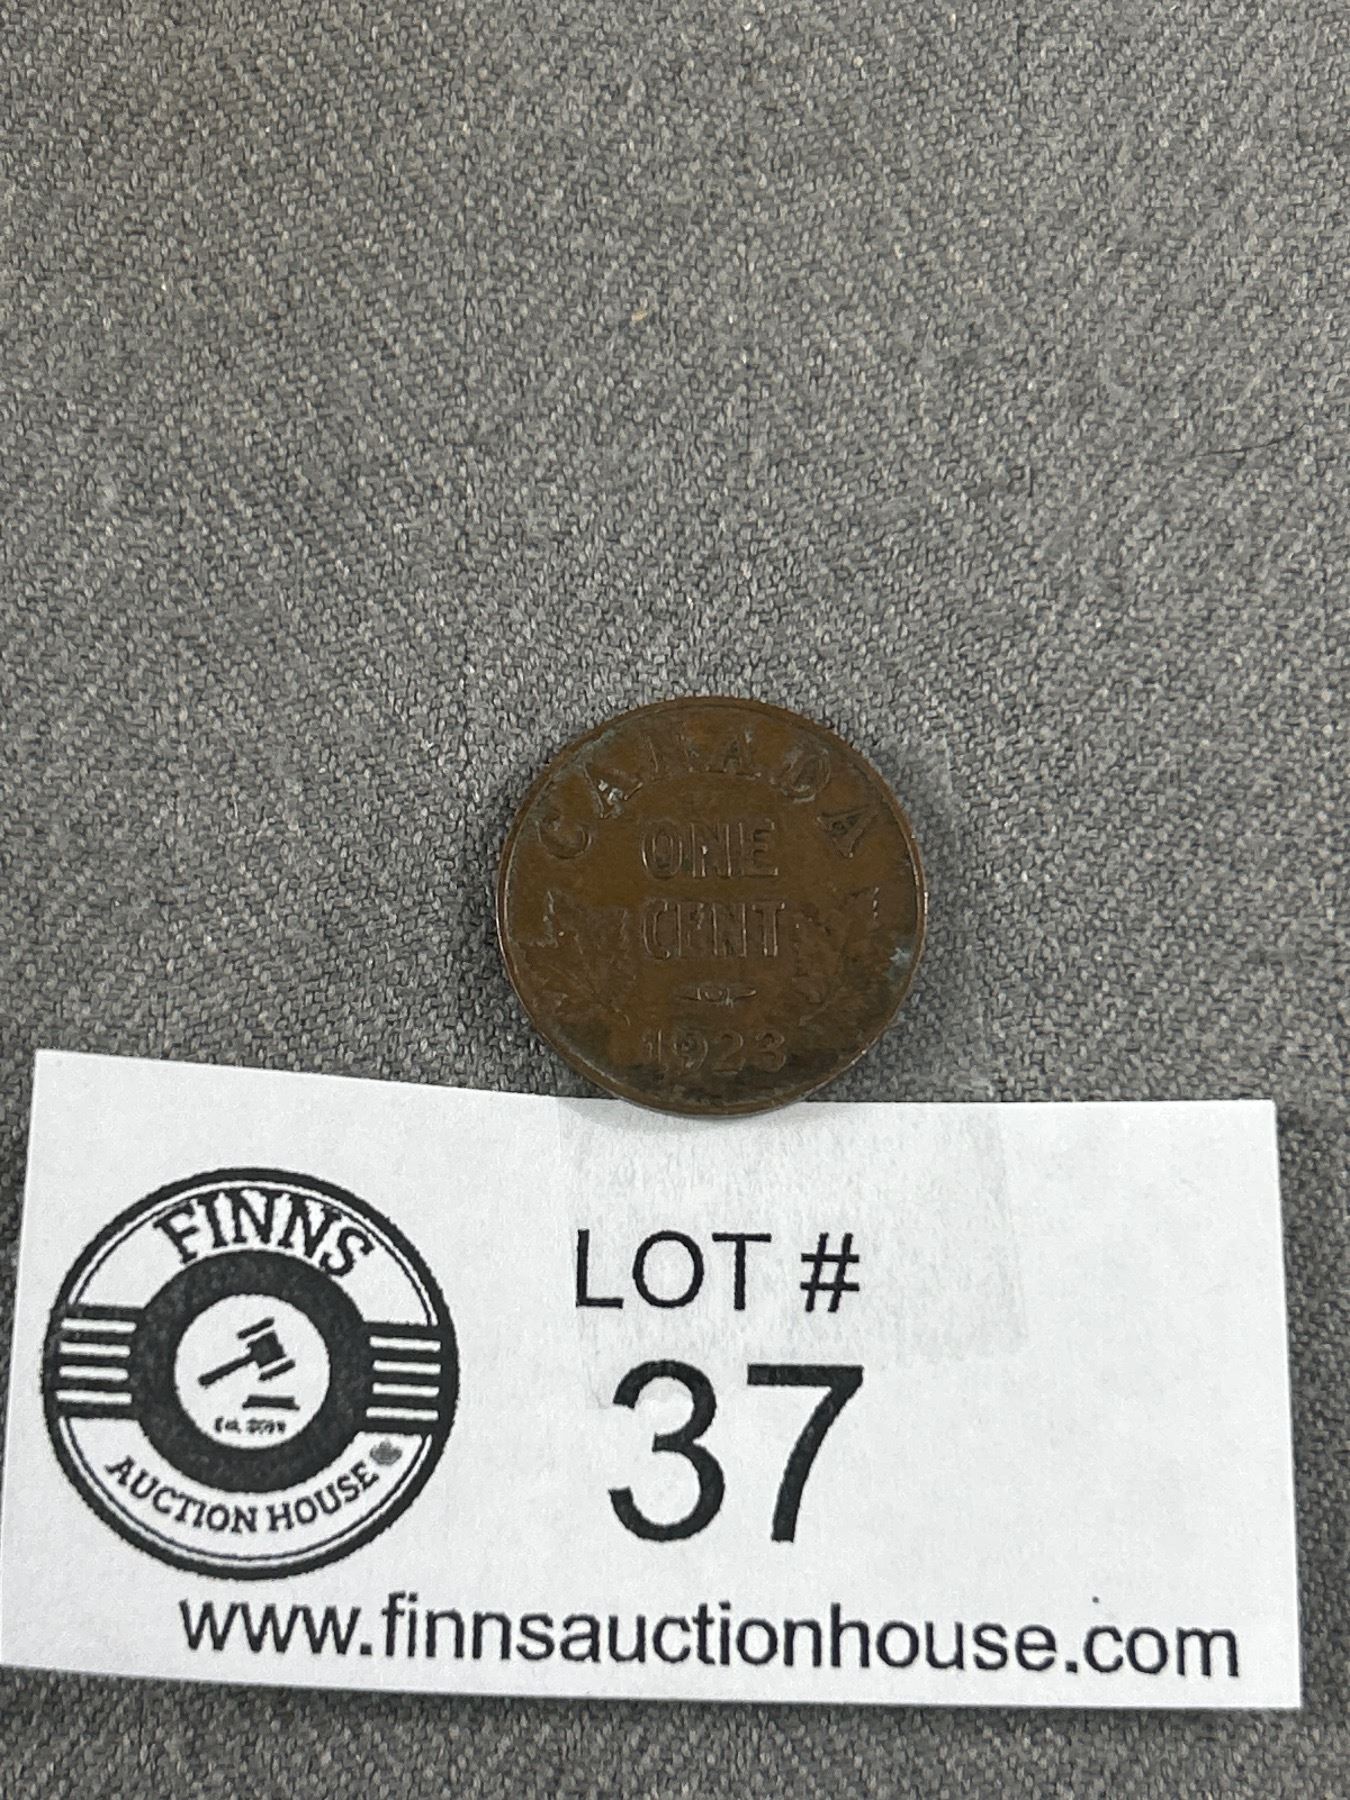 CANADA
ONE
CENT
1923
FINNS
AUCTION HOUSE
LOT #
37
www.finnsauctionhouse.com